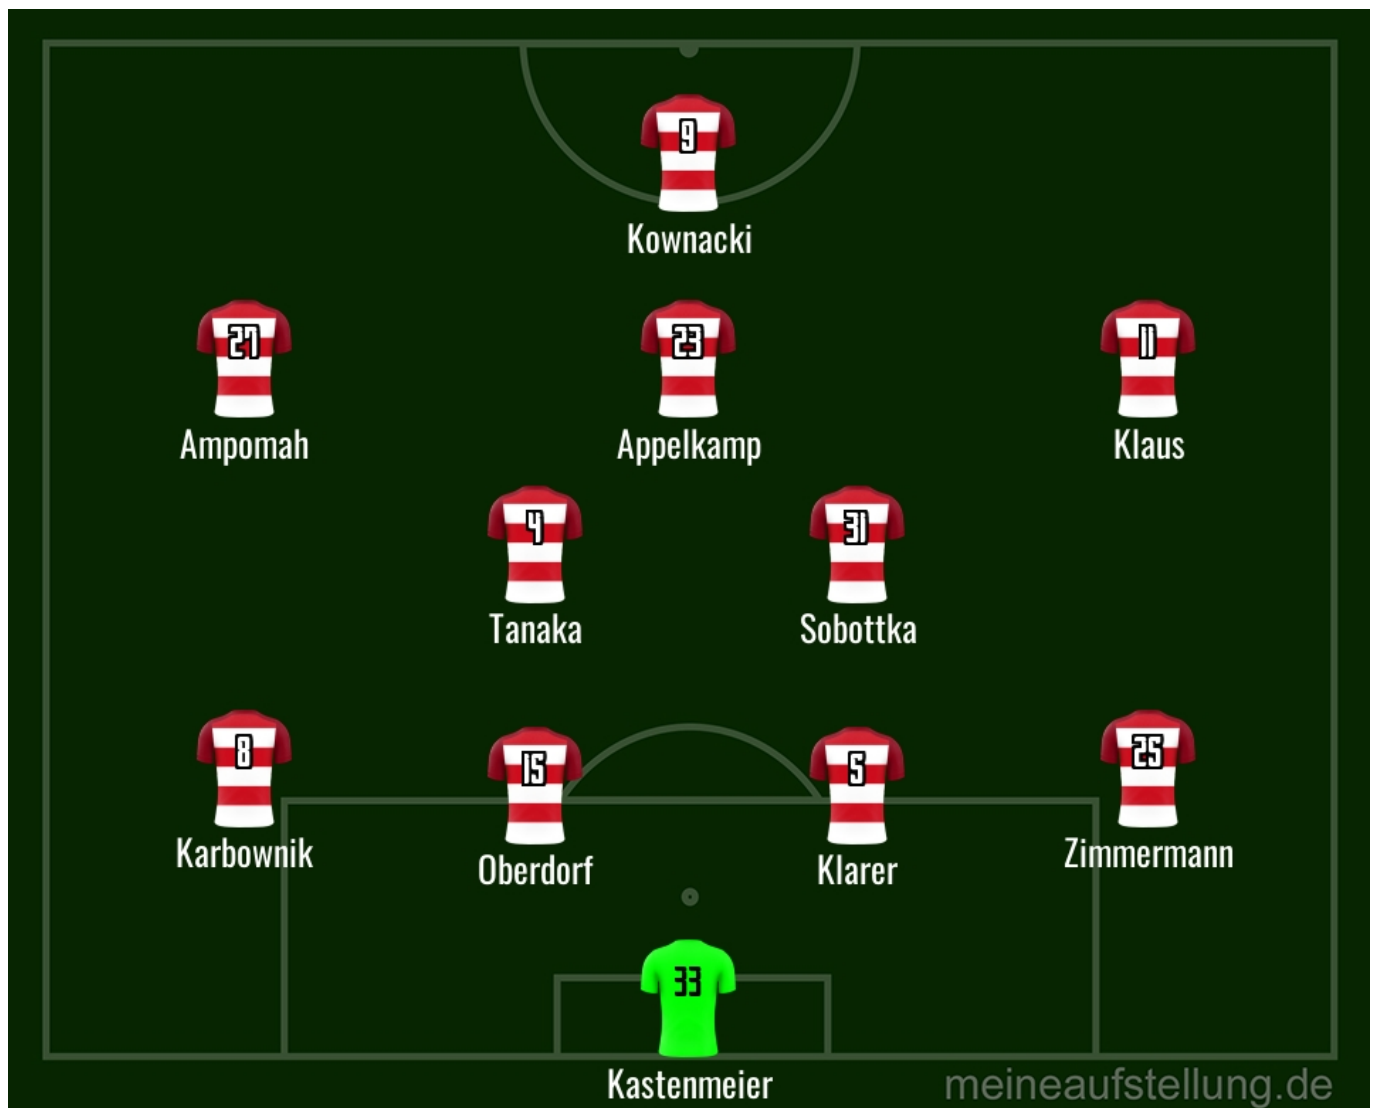 9
Kownacki
27
23
11
Ampomah
Appelkamp
Klaus
4
31
Tanaka
Sobottka
8
15
5
25
Karbownik
Oberdorf
Klarer
Zimmermann
33
Kastenmeier
meineaufstellung.de